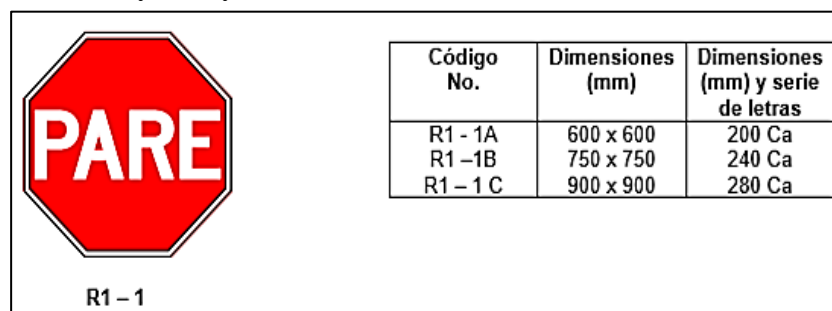 PARE
R1 – 1
Código No. Dimensiones (mm) Dimensiones (mm) y serie de letras
R1 - 1A 600 x 600 200 Ca
R1 –1B 750 x 750 240 Ca
R1 – 1 C 900 x 900 280 Ca